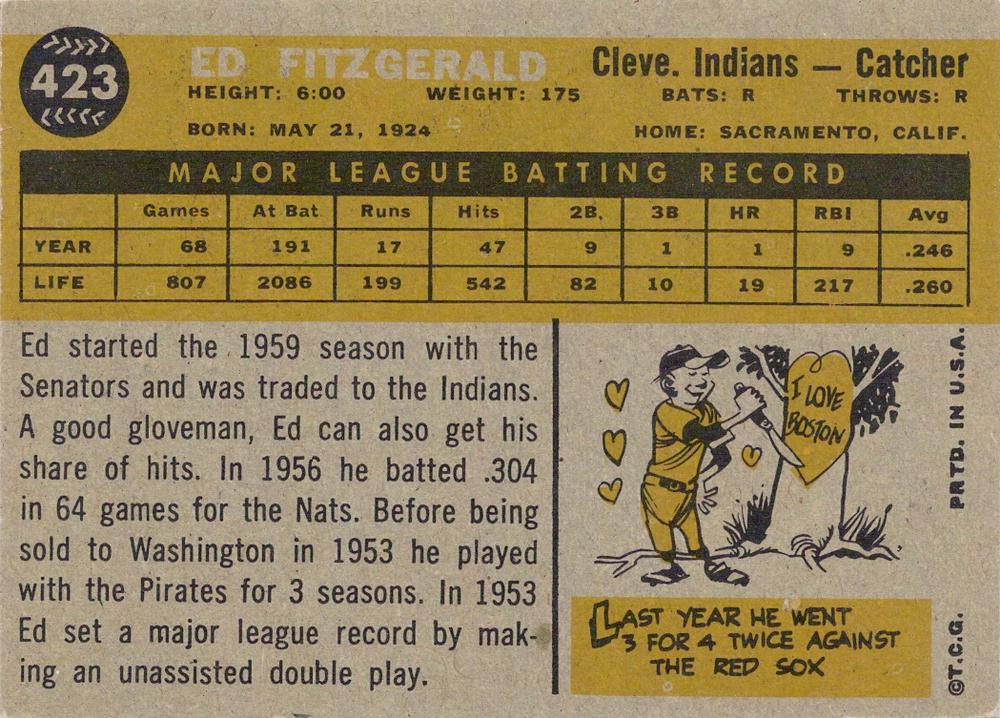 423
ED FITZGERALD
Cleve. Indians — Catcher
HEIGHT: 6:00 WEIGHT: 175 BATS: R THROWS: R
BORN: MAY 21, 1924 HOME: SACRAMENTO, CALIF.
MAJOR LEAGUE BATTING RECORD
Games At Bat Runs Hits 2B. 3B HR RBI Avg
YEAR 68 191 17 47 9 1 1 9 .246
LIFE 807 2086 199 542 82 10 19 217 .260
Ed started the 1959 season with the
Senators and was traded to the Indians.
A good gloveman, Ed can also get his
share of hits. In 1956 he batted .304
in 64 games for the Nats. Before being
sold to Washington in 1953 he played
with the Pirates for 3 seasons. In 1953
Ed set a major league record by mak-
ing an unassisted double play.
I LOVE
BOSTON
LAST YEAR HE WENT
3 FOR 4 TWICE AGAINST
THE RED SOX
©T.C.G. PRTD. IN U.S.A.